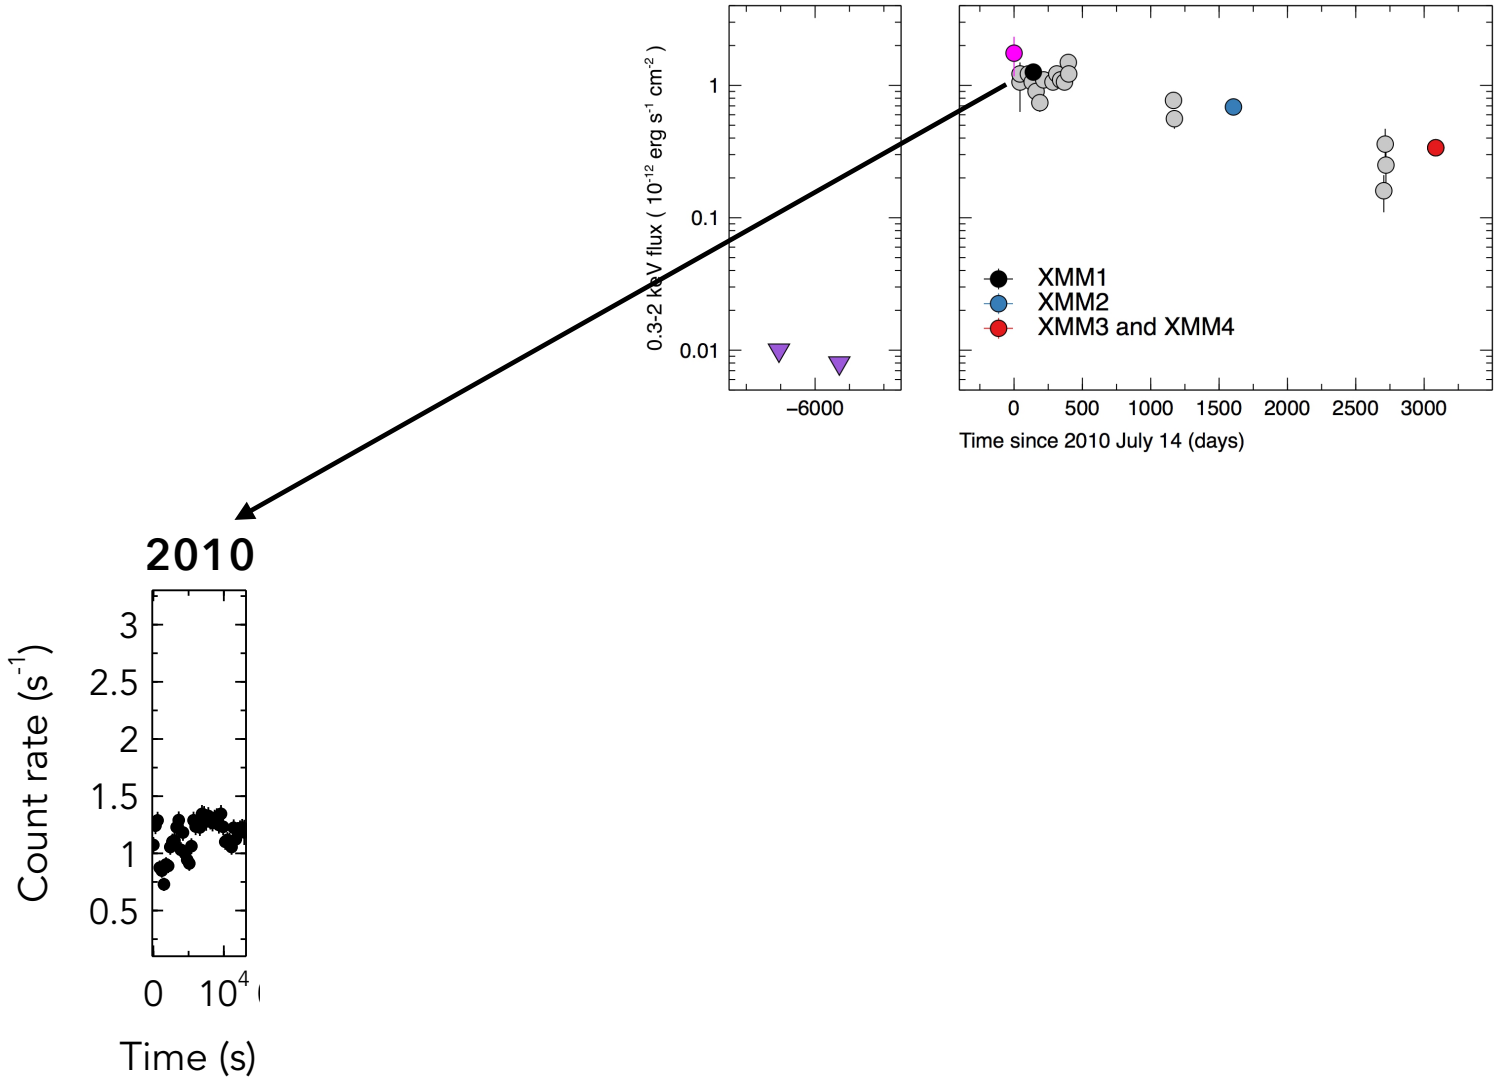 0.3-2 keV flux ( 10⁻¹² erg s⁻¹ cm⁻² )
1
0.1
0.01
−6000
XMM1
XMM2
XMM3 and XMM4
0 500 1000 1500 2000 2500 3000
Time since 2010 July 14 (days)
2010
Count rate (s⁻¹)
3
2.5
2
1.5
1
0.5
0 10⁴
Time (s)